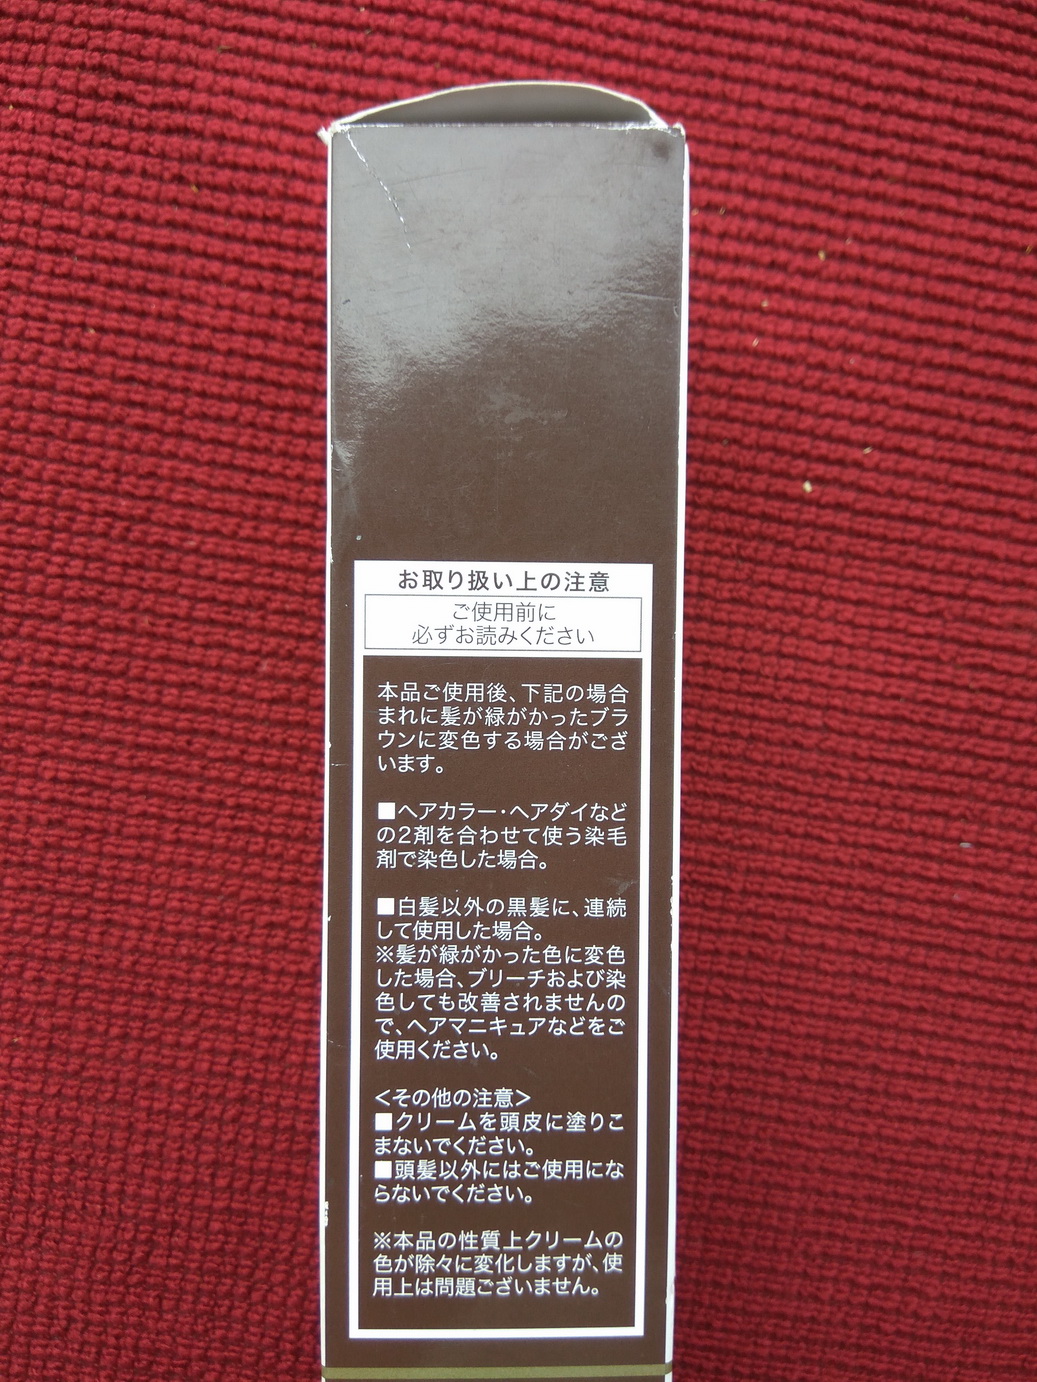 お取り扱い上の注意
ご使用前に
必ずお読みください
本品ご使用後、下記の場合
まれに髪が緑がかったブラ
ウンに変色する場合がござ
います。
■ヘアカラー・ヘアダイなど
の2剤を合わせて使う染毛
剤で染色した場合。
■白髪以外の黒髪に、連続
して使用した場合。
※髪が緑がかった色に変色
した場合、ブリーチおよび染
色しても改善されませんの
で、ヘアマニキュアなどをご
使用ください。
<その他の注意>
■クリームを頭皮に塗りこ
まないでください。
■頭髪以外にはご使用にな
らないでください。
※本品の性質上クリームの
色が除々に変化しますが、使
用上は問題ございません。